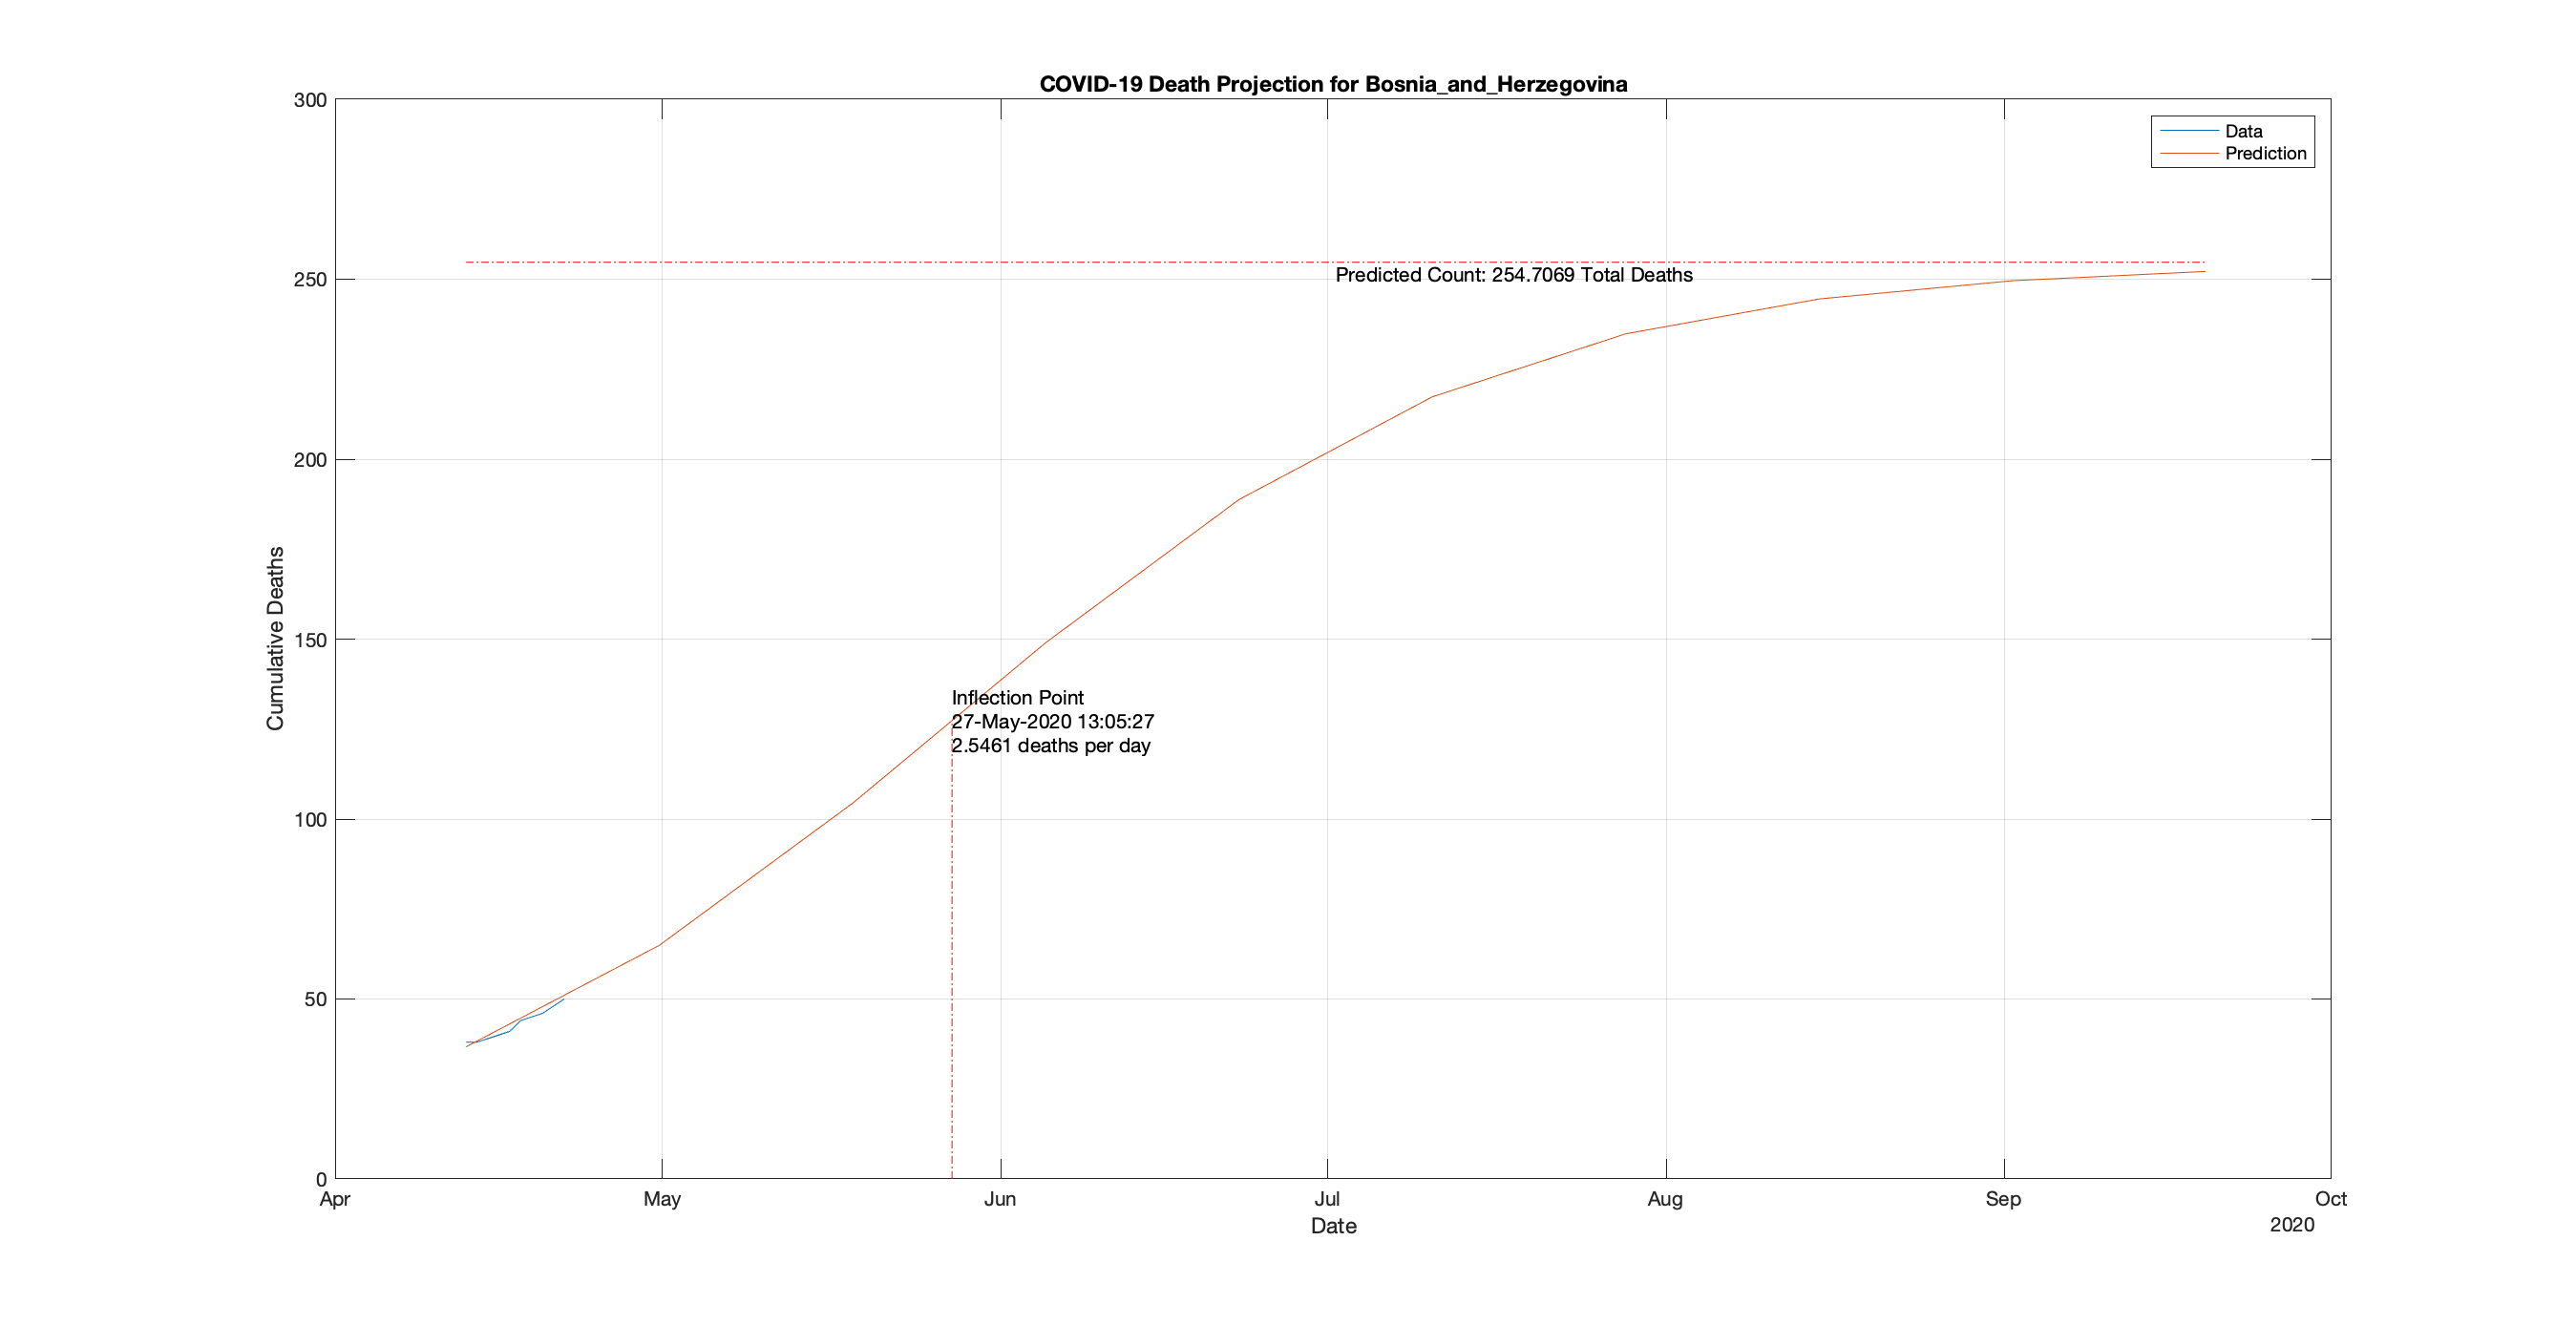 COVID-19 Death Projection for Bosnia_and_Herzegovina
300
250
200
150
100
50
0
Cumulative Deaths
Data
Prediction
Predicted Count: 254.7069 Total Deaths
Inflection Point
27-May-2020 13:05:27
2.5461 deaths per day
Apr
May
Jun
Jul
Aug
Sep
Oct
Date
2020